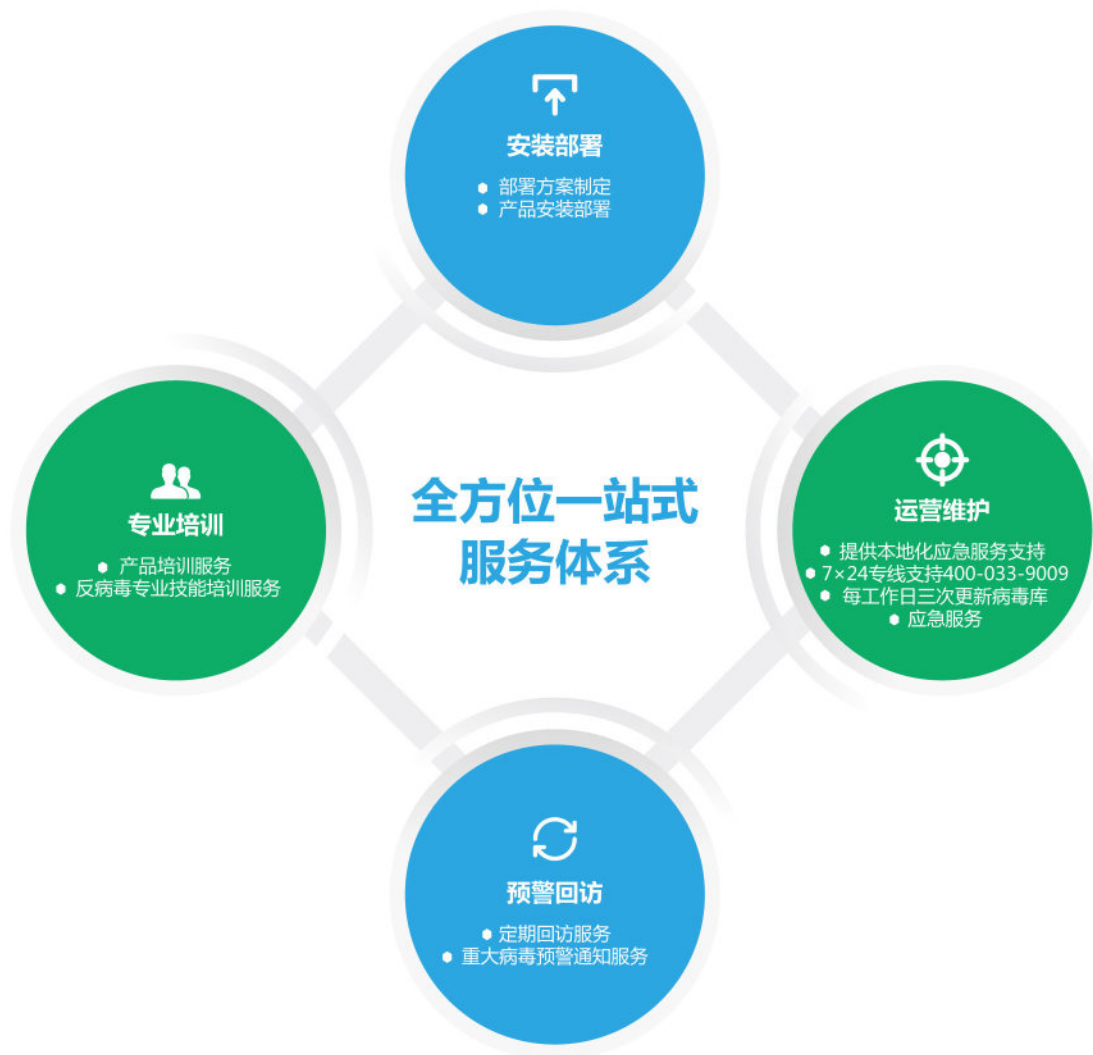 安装部署
部署方案制定
产品安装部署
专业培训
产品培训服务
反病毒专业技能培训服务
全方位一站式
服务体系
运营维护
提供本地化应急服务支持
7×24专线支持400-033-9009
每工作日三次更新病毒库
应急服务
预警回访
定期回访服务
重大病毒预警通知服务